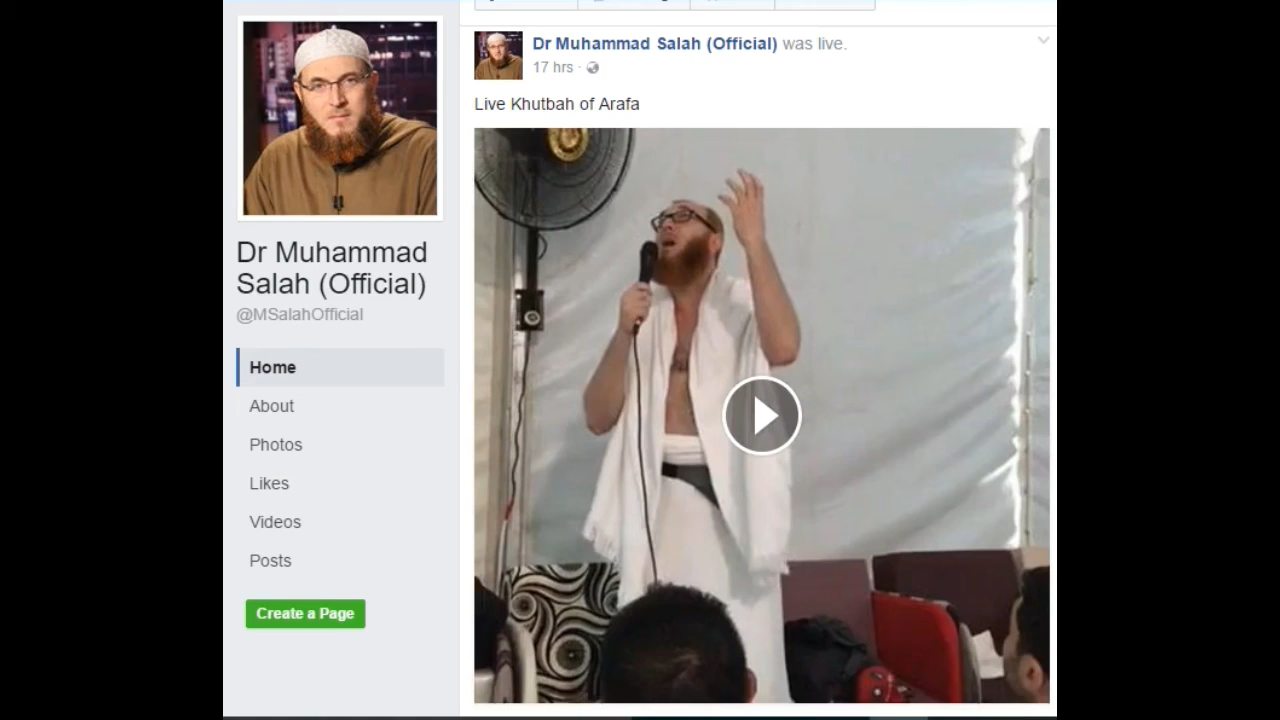 Dr Muhammad Salah (Official) was live.
17 hrs ·
Live Khutbah of Arafa
Dr Muhammad
Salah (Official)
@MSalahOfficial
Home
About
Photos
Likes
Videos
Posts
Create a Page